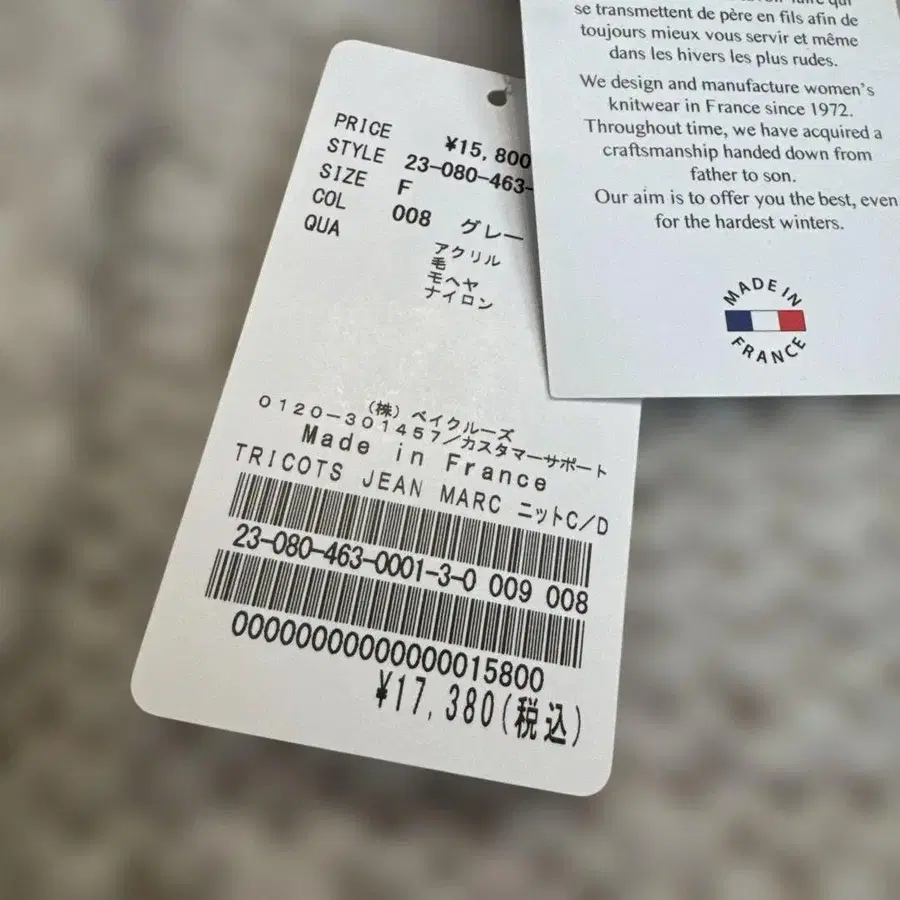 PRICE ¥15,800
STYLE 23-080-463-
SIZE F
COL 008 グレー
QUA アクリル
毛
モヘヤ
ナイロン
(株) ベイクルーズ
0120-301457/カスタマーサポート
Made in France
TRICOTS JEAN MARC ニットC/D
23-080-463-0001-3-0 009 008
0000000000000015800
¥17,380(税込)
se transmettent de père en fils afin de
toujours mieux vous servir et même
dans les hivers les plus rudes.
We design and manufacture women's
knitwear in France since 1972.
Throughout time, we have acquired a
craftsmanship handed down from
father to son.
Our aim is to offer you the best, even
for the hardest winters.
MADE IN
FRANCE